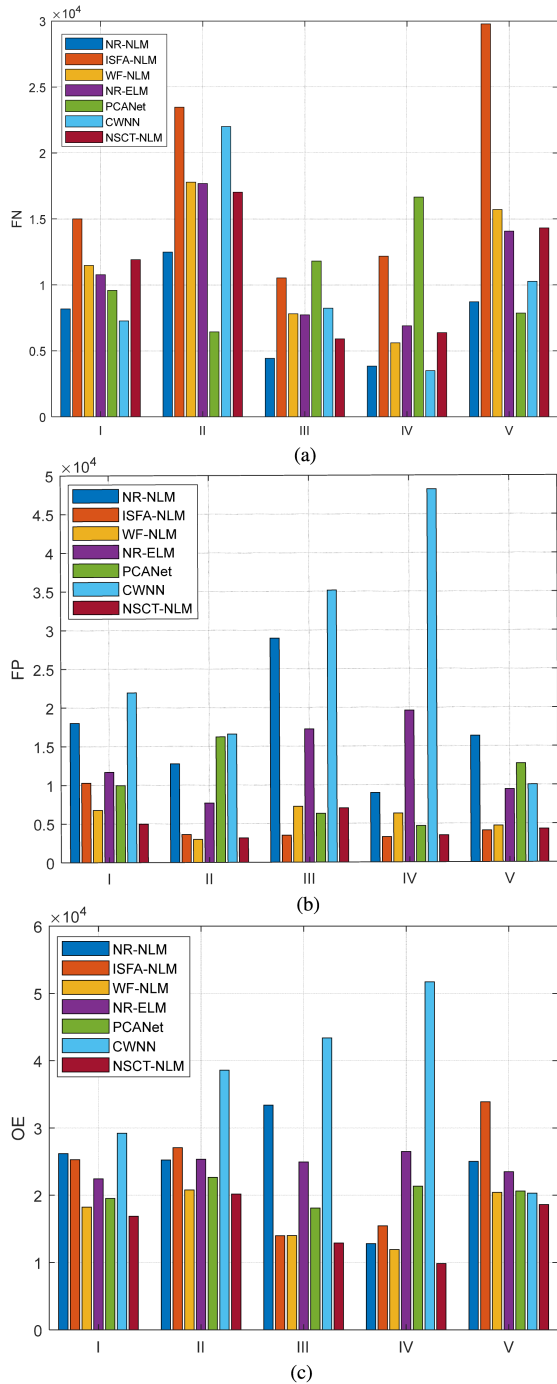 ×10⁴
3
2.5
2
1.5
1
0.5
0
FN
NR-NLM
ISFA-NLM
WF-NLM
NR-ELM
PCANet
CWNN
NSCT-NLM
I II III IV V
(a)
×10⁴
5
4.5
4
3.5
3
2.5
2
1.5
1
0.5
0
FP
NR-NLM
ISFA-NLM
WF-NLM
NR-ELM
PCANet
CWNN
NSCT-NLM
I II III IV V
(b)
×10⁴
6
5
4
3
2
1
0
OE
NR-NLM
ISFA-NLM
WF-NLM
NR-ELM
PCANet
CWNN
NSCT-NLM
I II III IV V
(c)